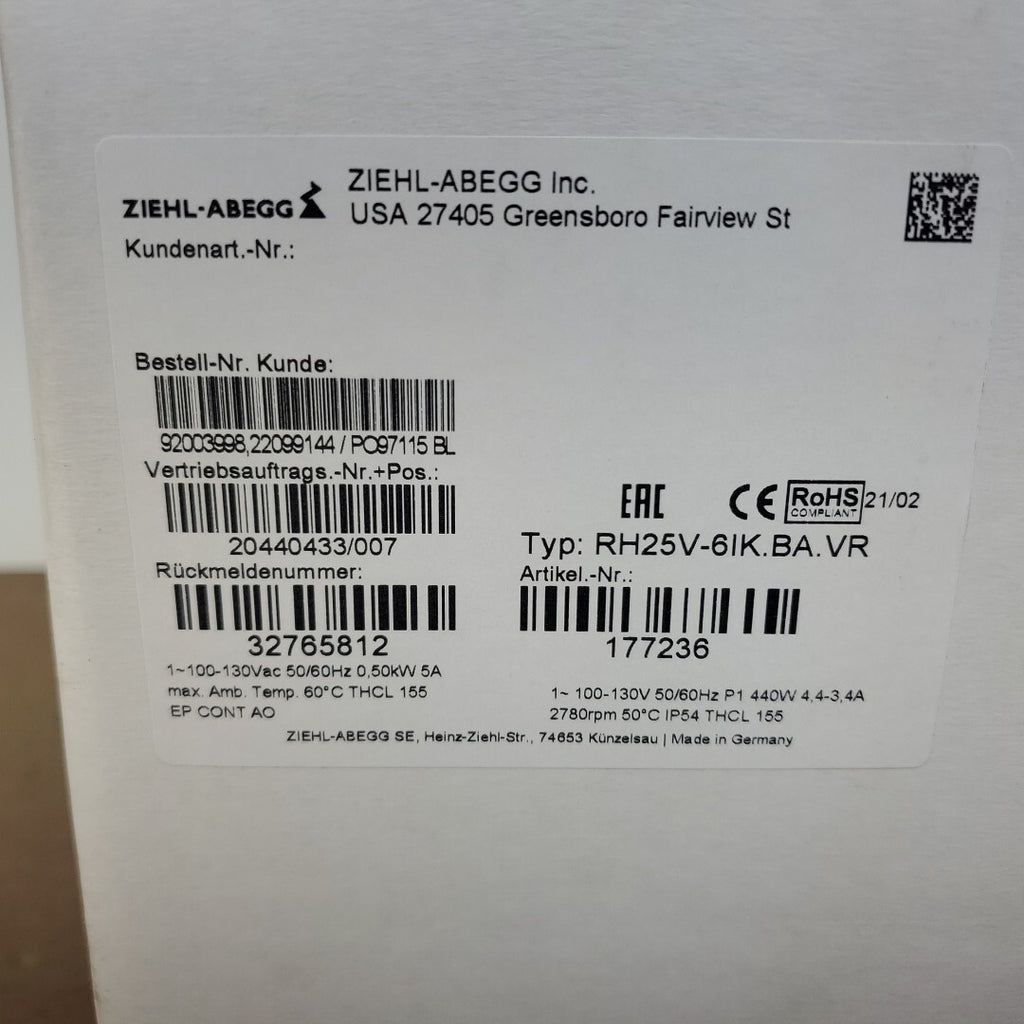 ZIEHL-ABEGG
ZIEHL-ABEGG Inc.
USA 27405 Greensboro Fairview St
Kundenart.-Nr.:
Bestell-Nr. Kunde:
92003998,22099144 / PO97115 BL
Vertriebsauftrags.-Nr.+Pos.:
20440433/007
Rückmeldenummer:
32765812
1~100-130Vac 50/60Hz 0,50kW 5A
max. Amb. Temp. 60°C THCL 155
EP CONT AO
EAC CE RoHS COMPLIANT 21/02
Typ: RH25V-6IK.BA.VR
Artikel.-Nr.:
177236
1~ 100-130V 50/60Hz P1 440W 4,4-3,4A
2780rpm 50°C IP54 THCL 155
ZIEHL-ABEGG SE, Heinz-Ziehl-Str., 74653 Künzelsau | Made in Germany